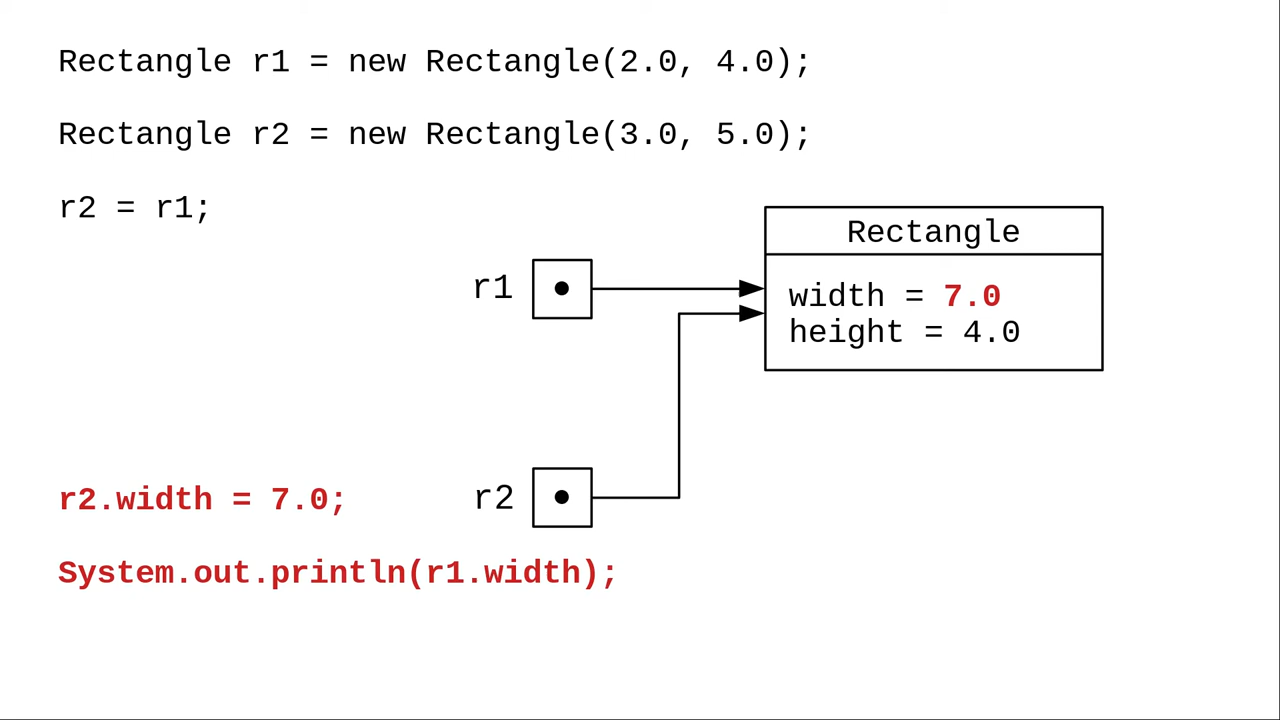 Rectangle r1 = new Rectangle(2.0, 4.0);
Rectangle r2 = new Rectangle(3.0, 5.0);
r2 = r1;
Rectangle
r1
width = 7.0
height = 4.0
r2.width = 7.0;
r2
System.out.println(r1.width);